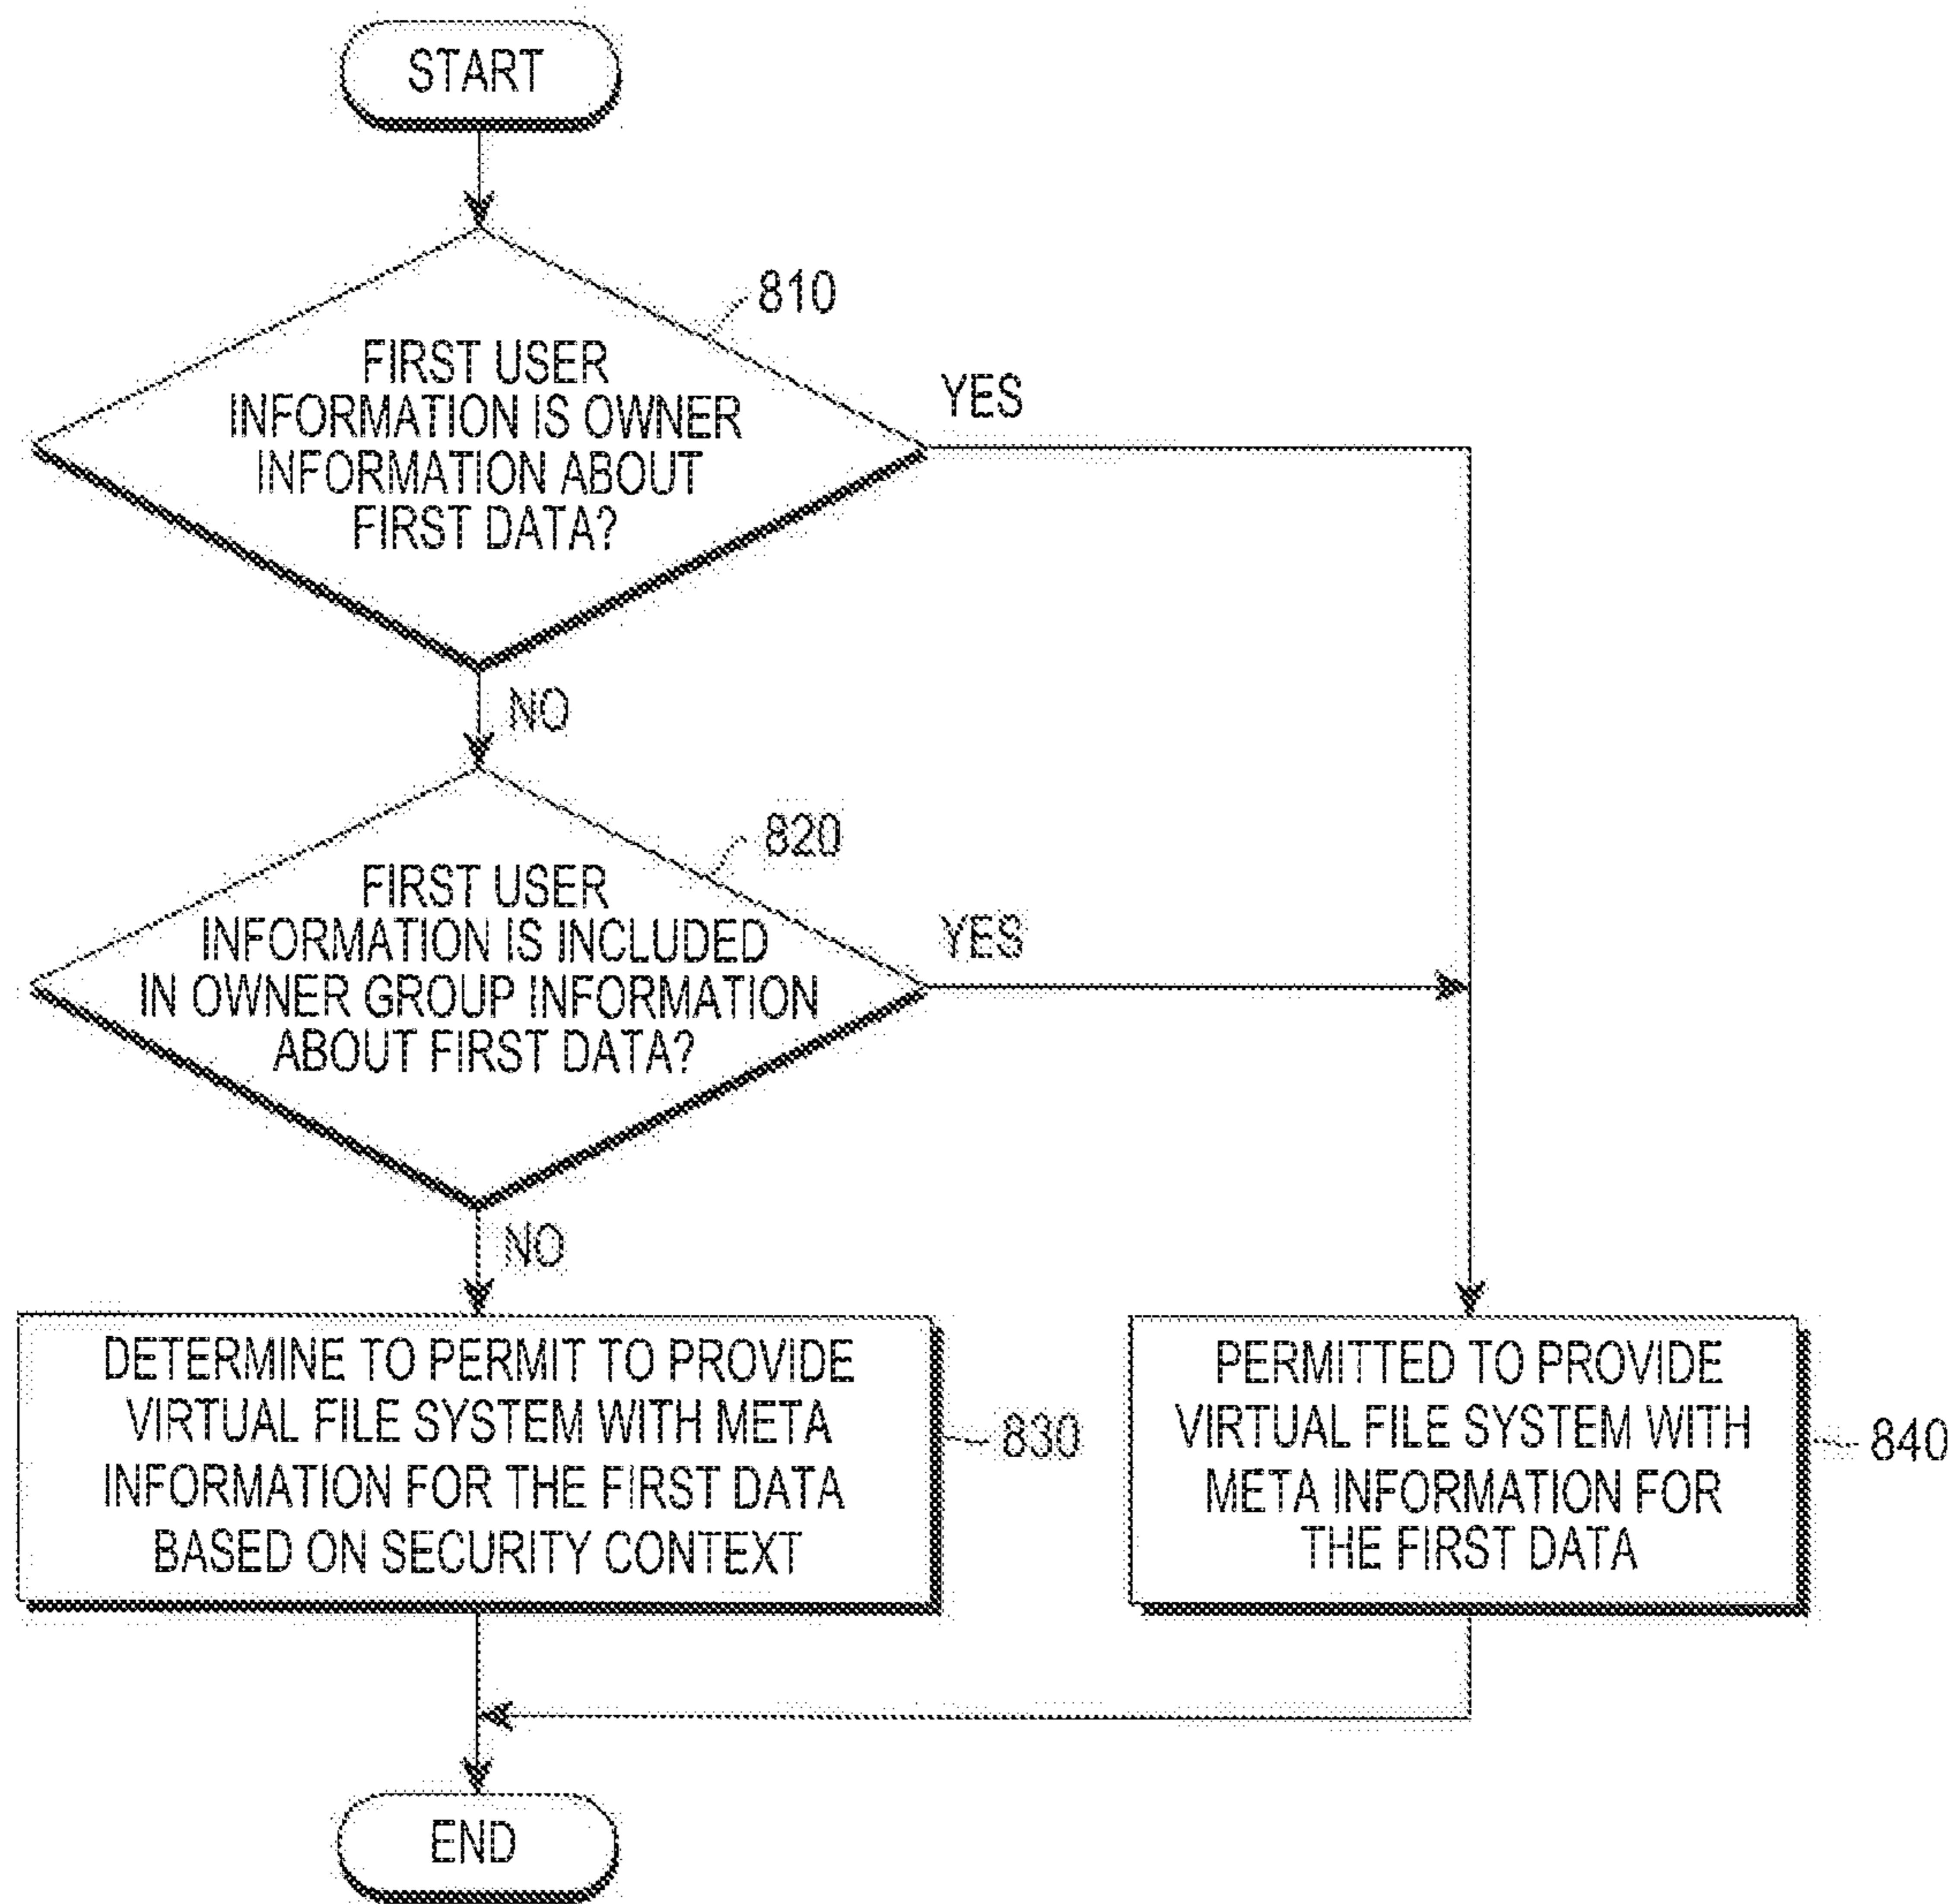 START
810
FIRST USER
INFORMATION IS OWNER
INFORMATION ABOUT
FIRST DATA?
YES
NO
820
FIRST USER
INFORMATION IS INCLUDED
IN OWNER GROUP INFORMATION
ABOUT FIRST DATA?
YES
NO
DETERMINE TO PERMIT TO PROVIDE
VIRTUAL FILE SYSTEM WITH META
INFORMATION FOR THE FIRST DATA
BASED ON SECURITY CONTEXT
830
PERMITTED TO PROVIDE
VIRTUAL FILE SYSTEM WITH
META INFORMATION FOR
THE FIRST DATA
840
END